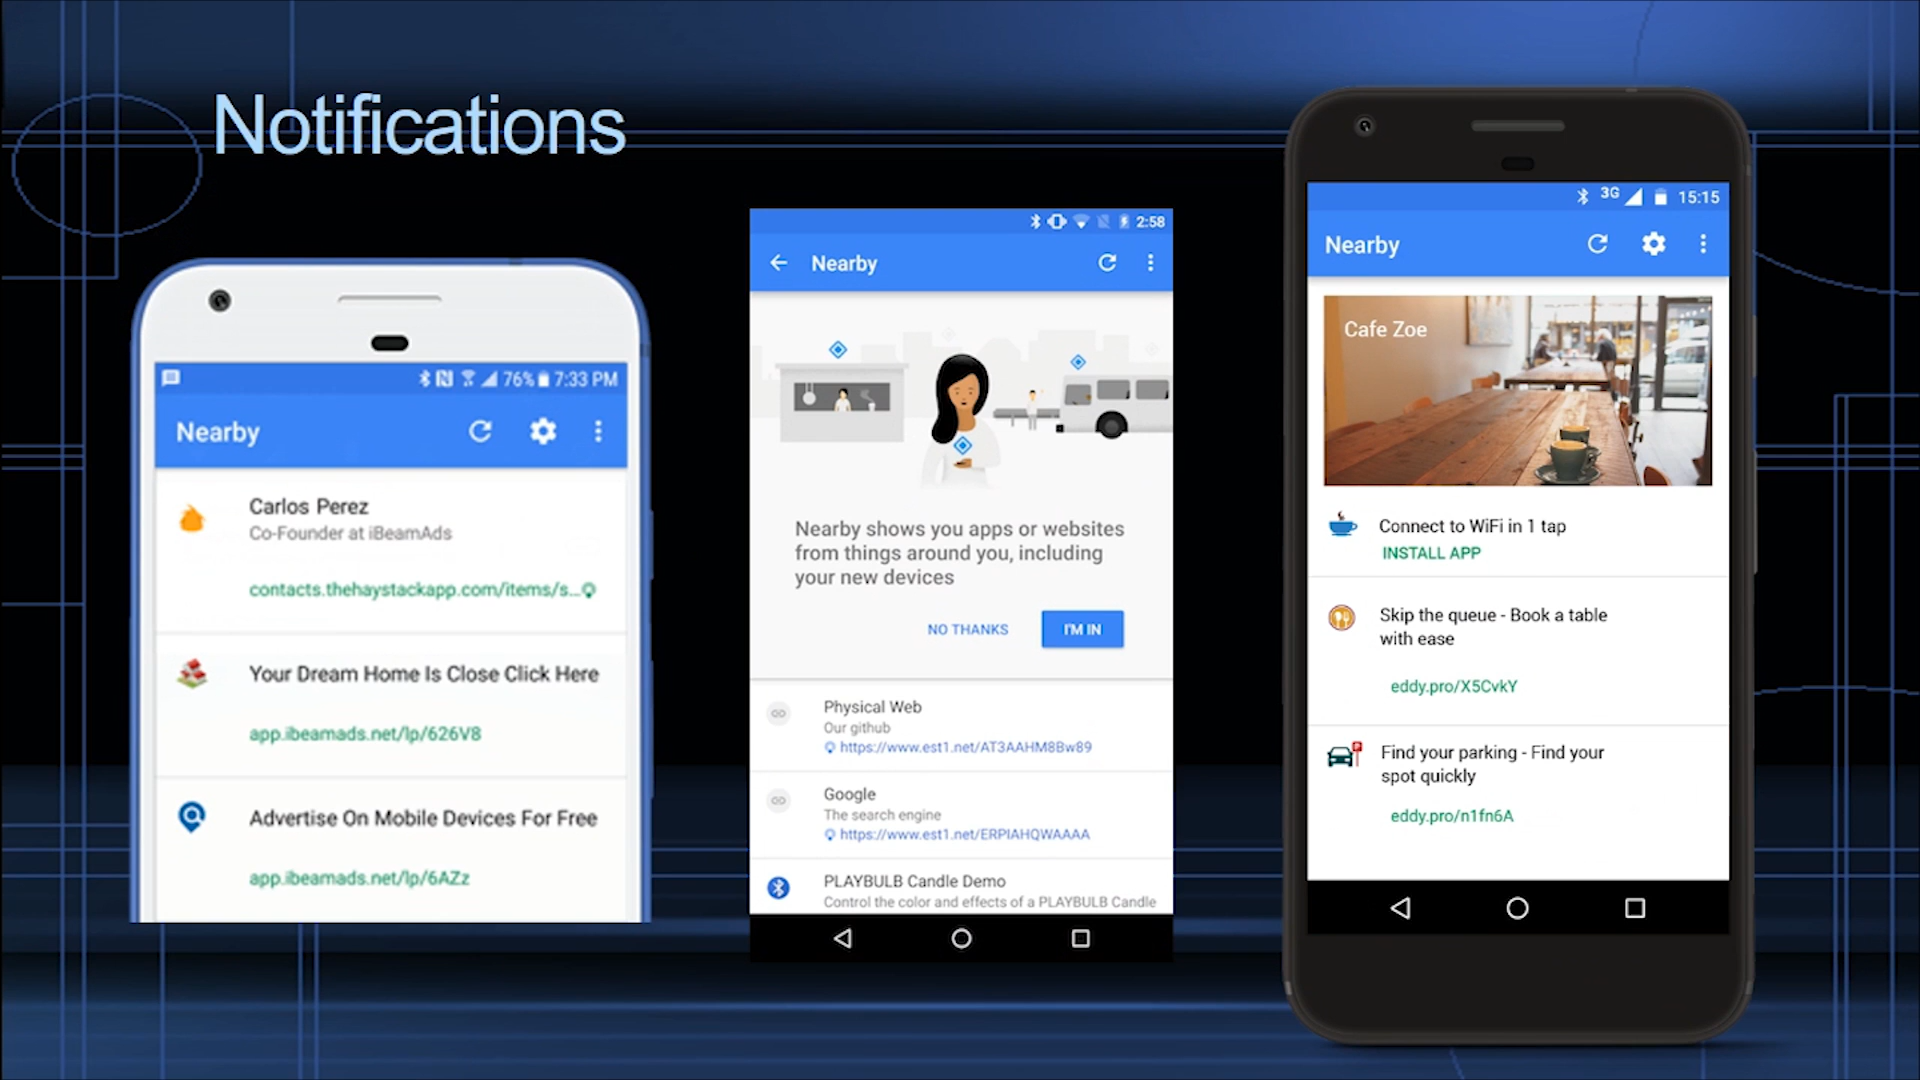 Notifications
76% 7:33 PM
Nearby
Carlos Perez
Co-Founder at iBeamAds
contacts.thehaystackapp.com/items/s...
Your Dream Home Is Close Click Here
app.ibeamads.net/lp/626V8
Advertise On Mobile Devices For Free
app.ibeamads.net/lp/6AZz
2:58
Nearby
Nearby shows you apps or websites
from things around you, including
your new devices
NO THANKS
I'M IN
Physical Web
Our github
https://www.est1.net/AT3AAHM8Bw89
Google
The search engine
https://www.est1.net/ERPIAHQWAAAA
PLAYBULB Candle Demo
Control the color and effects of a PLAYBULB Candle
3G 15:15
Nearby
Cafe Zoe
Connect to WiFi in 1 tap
INSTALL APP
Skip the queue - Book a table
with ease
eddy.pro/X5CvkY
Find your parking - Find your
spot quickly
eddy.pro/n1fn6A